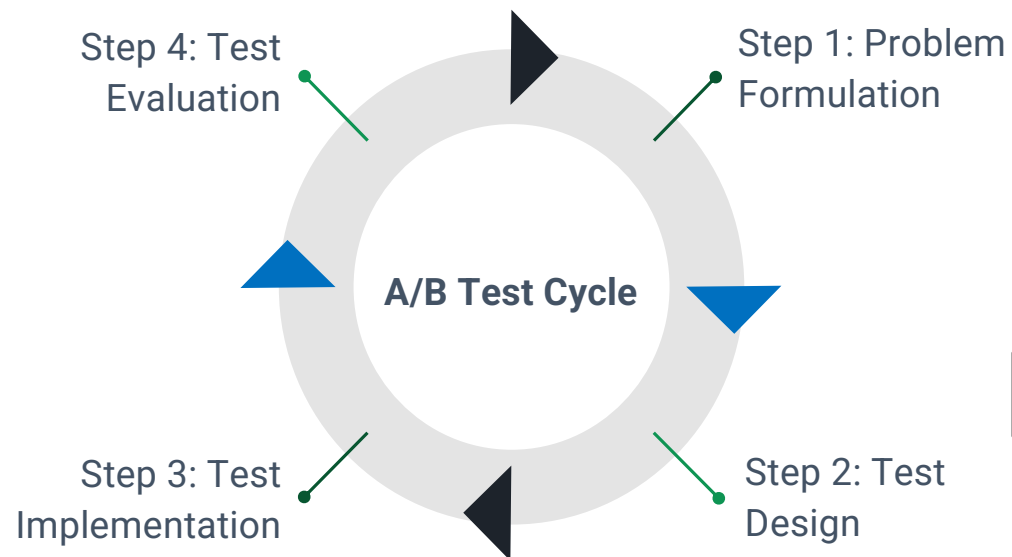 Step 4: Test
Evaluation
Step 1: Problem
Formulation
A/B Test Cycle
Step 3: Test
Implementation
Step 2: Test
Design